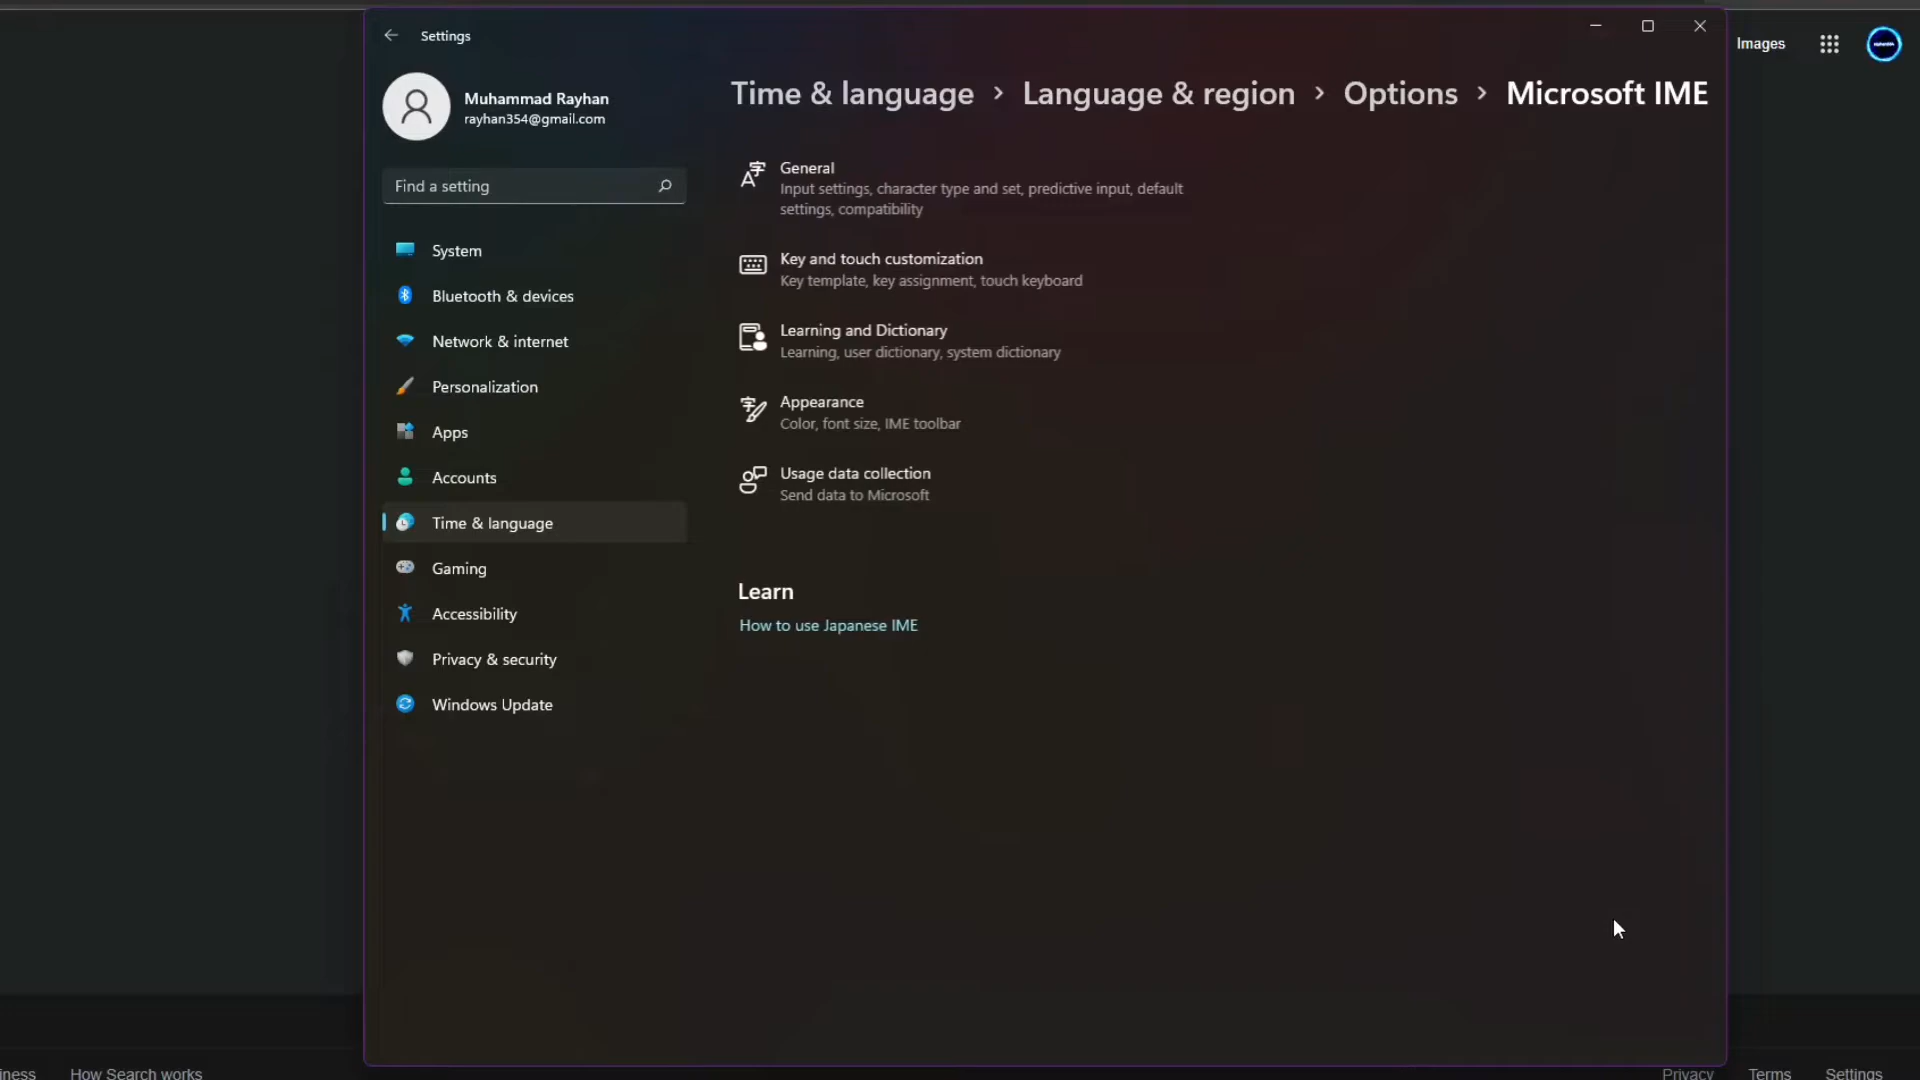 Settings
Images
Muhammad Rayhan
rayhan354@gmail.com
Find a setting
System
Bluetooth & devices
Network & internet
Personalization
Apps
Accounts
Time & language
Gaming
Accessibility
Privacy & security
Windows Update
Time & language > Language & region > Options > Microsoft IME
General
Input settings, character type and set, predictive input, default
settings, compatibility
Key and touch customization
Key template, key assignment, touch keyboard
Learning and Dictionary
Learning, user dictionary, system dictionary
Appearance
Color, font size, IME toolbar
Usage data collection
Send data to Microsoft
Learn
How to use Japanese IME
iness How Search works Privacy Terms Settings